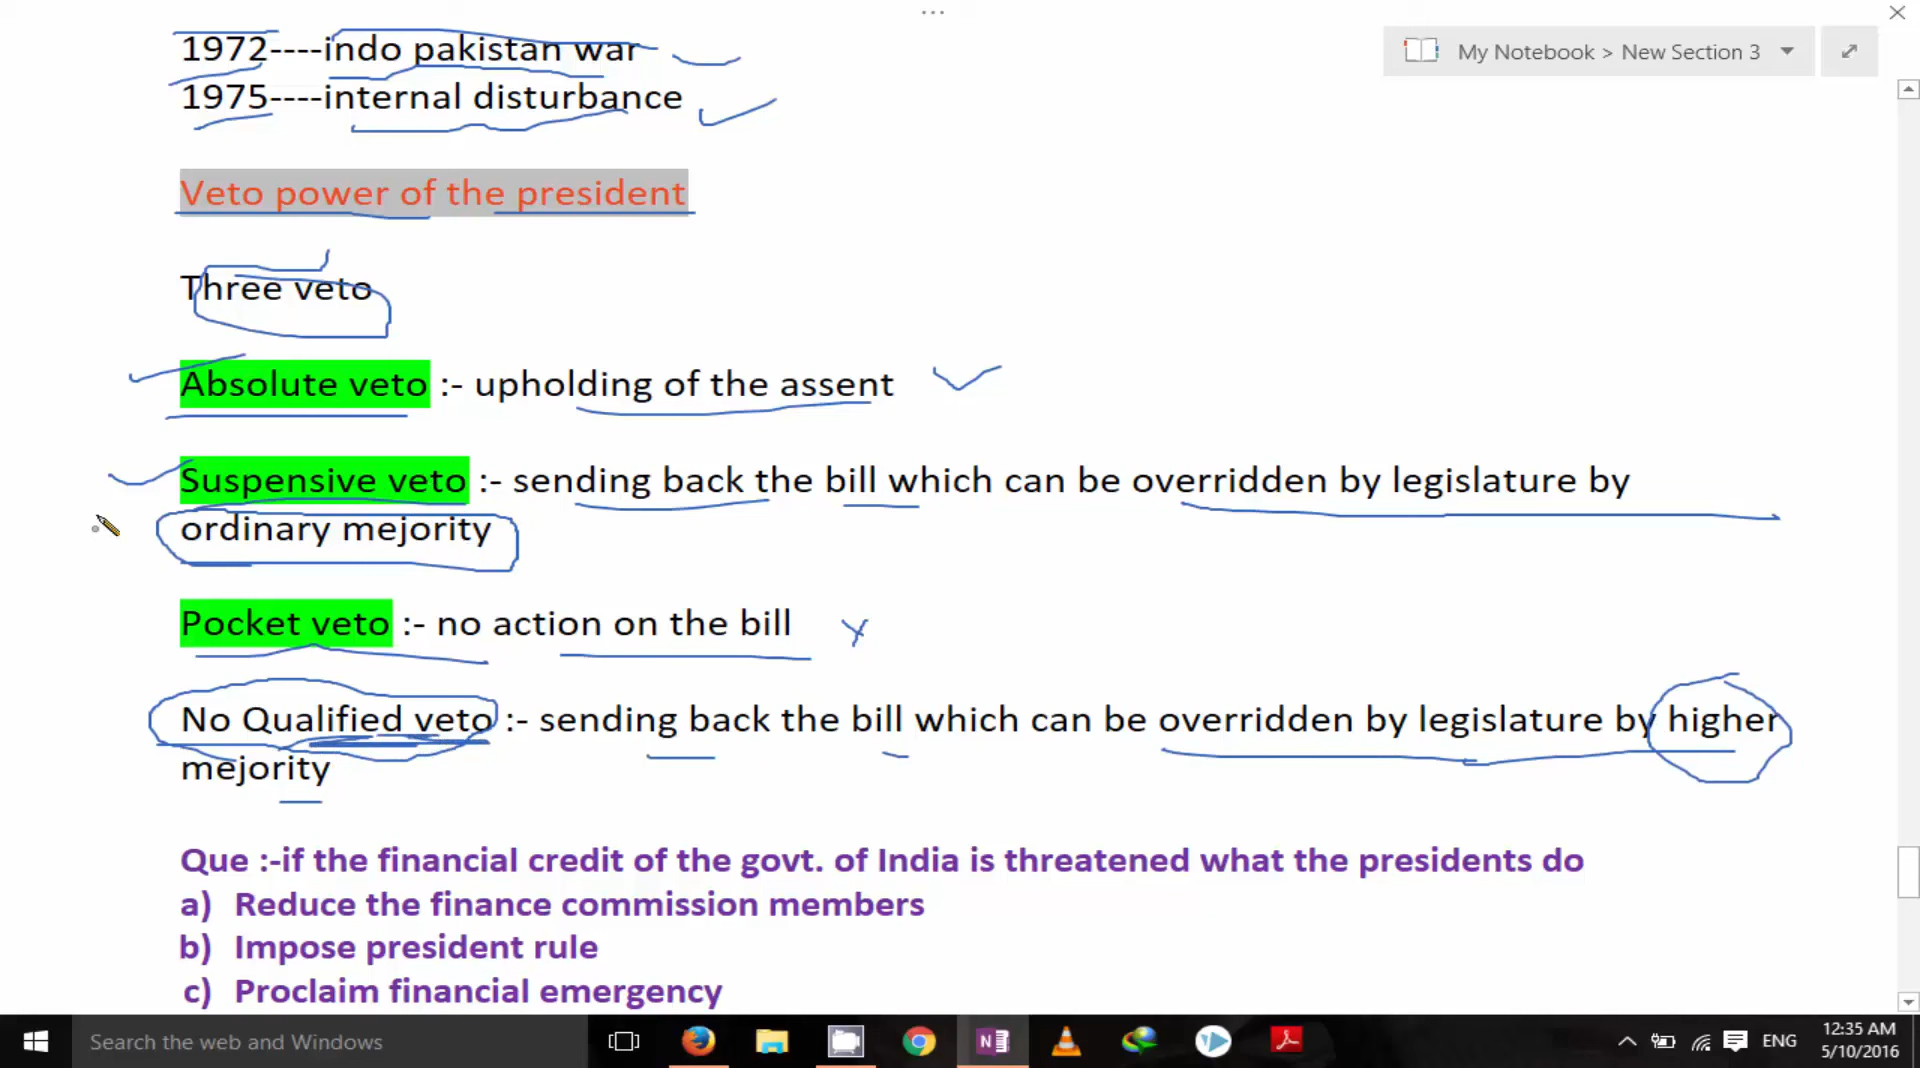 ...
1972----indo pakistan war
My Notebook > New Section 3
1975----internal disturbance
Veto power of the president
Three veto
Absolute veto :- upholding of the assent
Suspensive veto :- sending back the bill which can be overridden by legislature by
ordinary mejority
Pocket veto :- no action on the bill
No Qualified veto :- sending back the bill which can be overridden by legislature by higher
mejority
Que :-if the financial credit of the govt. of India is threatened what the presidents do
a) Reduce the finance commission members
b) Impose president rule
c) Proclaim financial emergency
Search the web and Windows
N
ENG
12:35 AM
5/10/2016